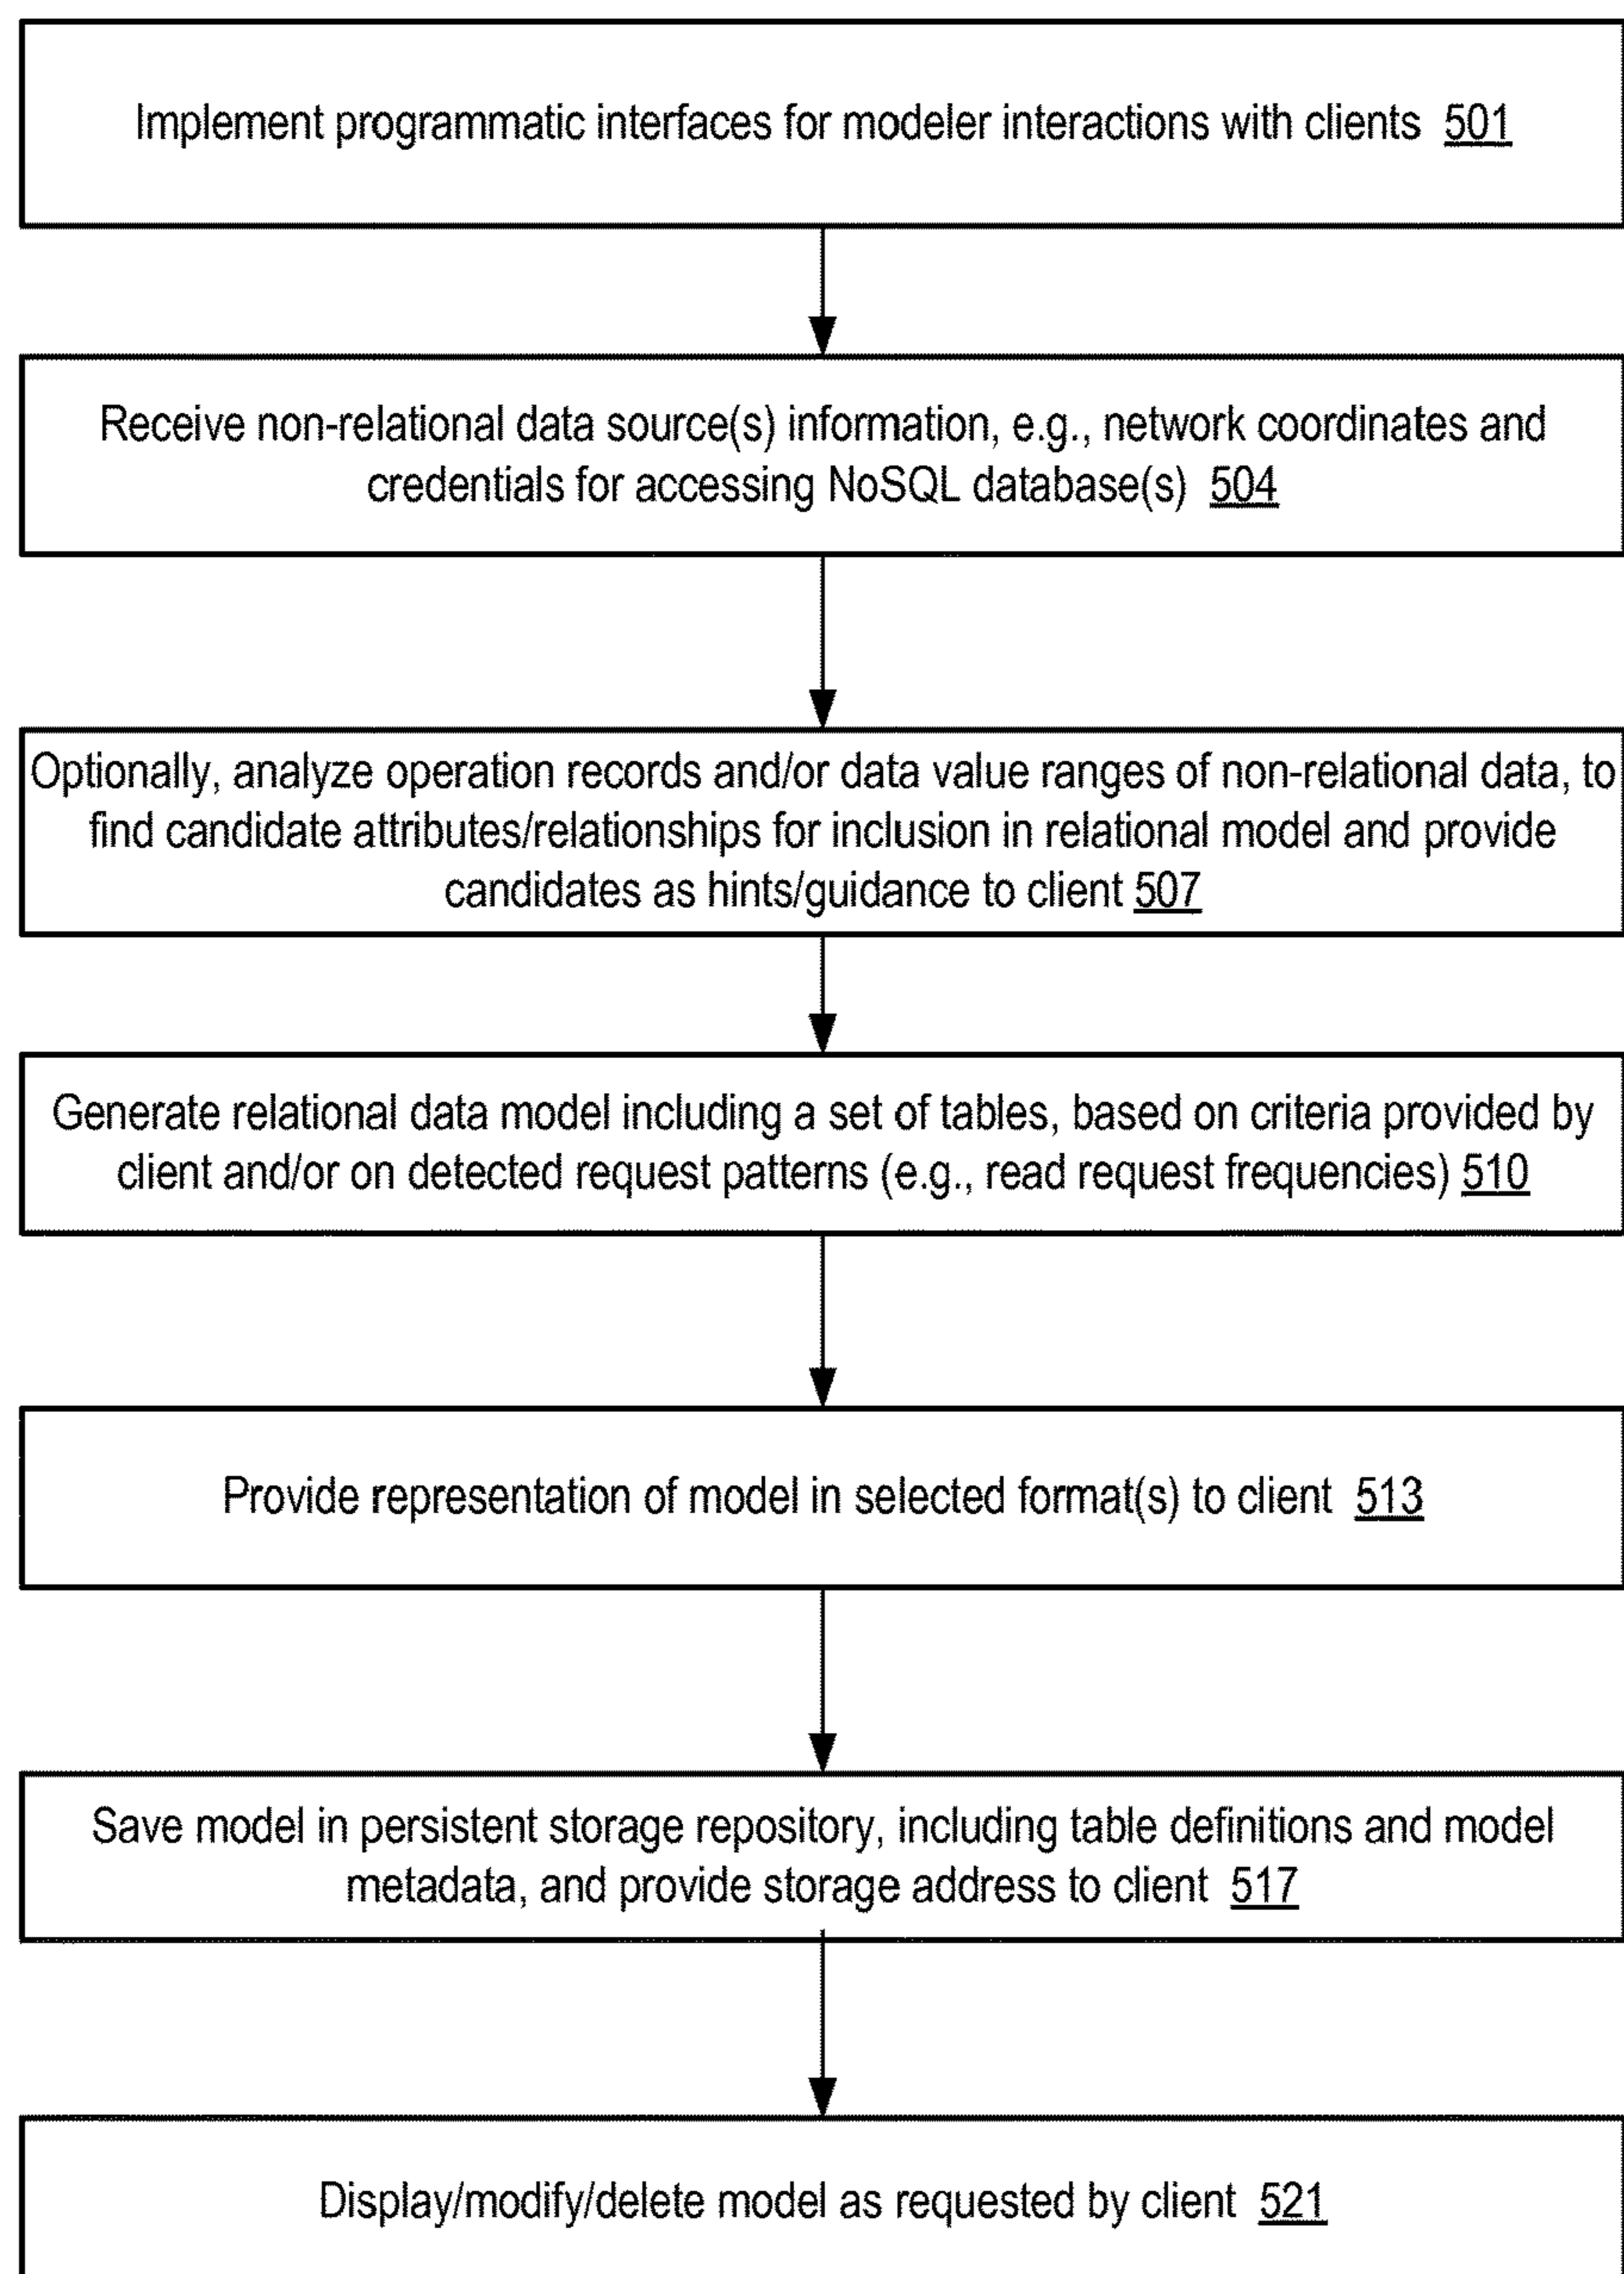 Implement programmatic interfaces for modeler interactions with clients 501
Receive non-relational data source(s) information, e.g., network coordinates and
credentials for accessing NoSQL database(s) 504
Optionally, analyze operation records and/or data value ranges of non-relational data, to
find candidate attributes/relationships for inclusion in relational model and provide
candidates as hints/guidance to client 507
Generate relational data model including a set of tables, based on criteria provided by
client and/or on detected request patterns (e.g., read request frequencies) 510
Provide representation of model in selected format(s) to client 513
Save model in persistent storage repository, including table definitions and model
metadata, and provide storage address to client 517
Display/modify/delete model as requested by client 521